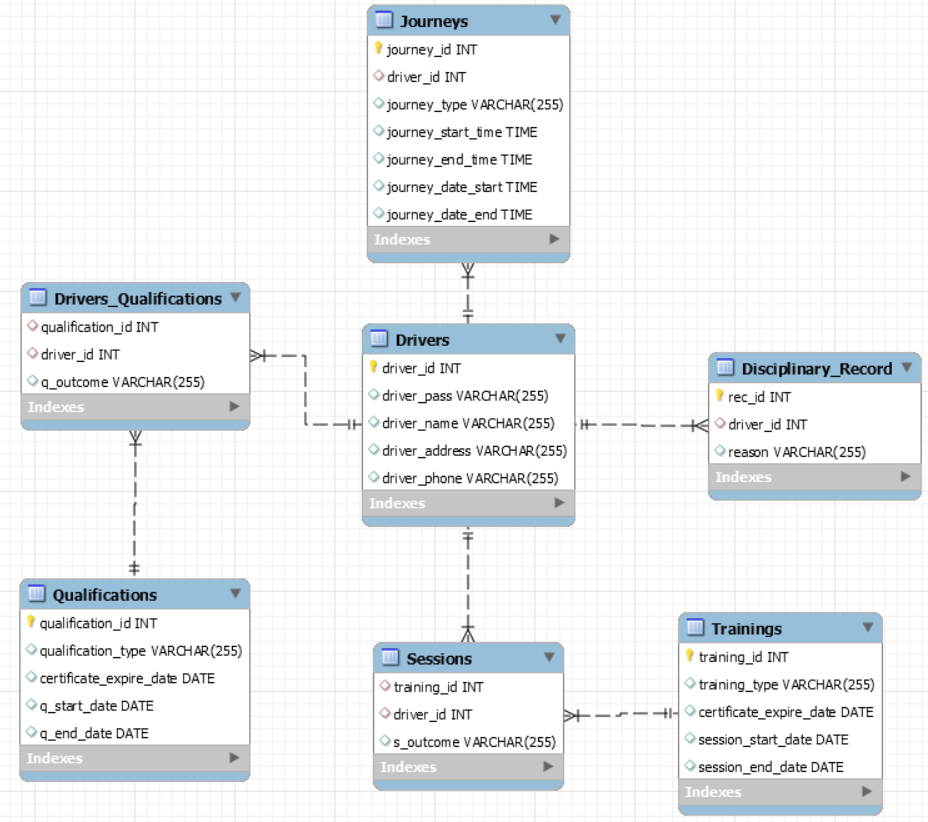 Journeys
journey_id INT
driver_id INT
journey_type VARCHAR(255)
journey_start_time TIME
journey_end_time TIME
journey_date_start TIME
journey_date_end TIME
Indexes
Drivers_Qualifications
qualification_id INT
driver_id INT
q_outcome VARCHAR(255)
Indexes
Drivers
driver_id INT
driver_pass VARCHAR(255)
driver_name VARCHAR(255)
driver_address VARCHAR(255)
driver_phone VARCHAR(255)
Indexes
Disciplinary_Record
rec_id INT
driver_id INT
reason VARCHAR(255)
Indexes
Qualifications
qualification_id INT
qualification_type VARCHAR(255)
certificate_expire_date DATE
q_start_date DATE
q_end_date DATE
Indexes
Sessions
training_id INT
driver_id INT
s_outcome VARCHAR(255)
Indexes
Trainings
training_id INT
training_type VARCHAR(255)
certificate_expire_date DATE
session_start_date DATE
session_end_date DATE
Indexes